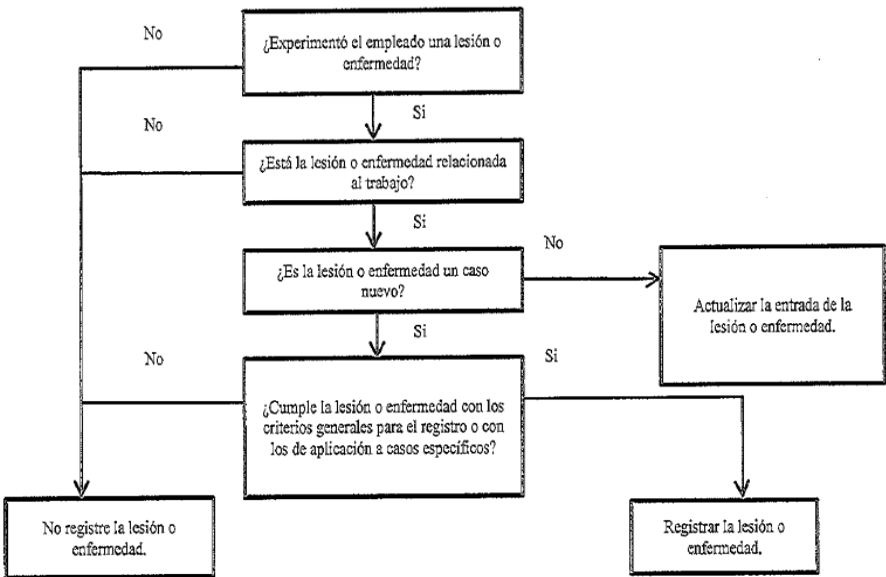 No
¿Experimentó el empleado una lesión o
enfermedad?
Si
No
¿Está la lesión o enfermedad relacionada
al trabajo?
Si
No
¿Es la lesión o enfermedad un caso
nuevo?
Actualizar la entrada de la
lesión o enfermedad.
Si
No
Si
¿Cumple la lesión o enfermedad con los
criterios generales para el registro o con
los de aplicación a casos específicos?
No registre la lesión o
enfermedad.
Registrar la lesión o
enfermedad.